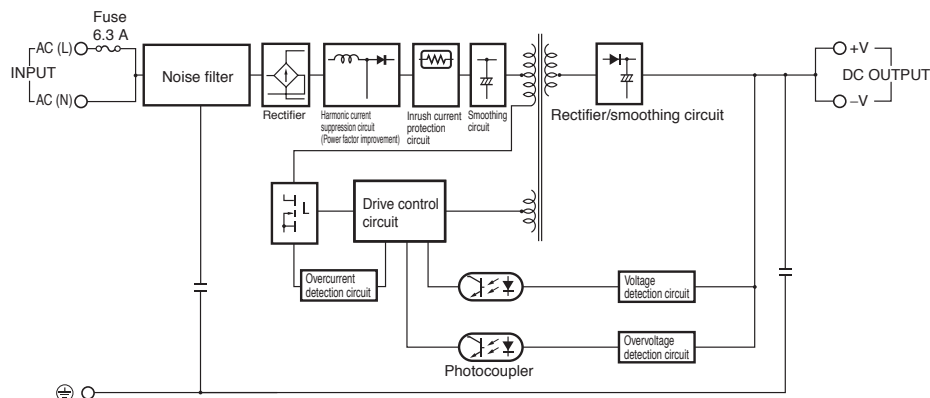 Fuse
6.3 A
AC (L)
INPUT
AC (N)
Noise filter
Rectifier
Harmonic current
suppression circuit
(Power factor improvement)
Inrush current
protection
circuit
Smoothing
circuit
Rectifier/smoothing circuit
+V
DC OUTPUT
–V
Drive control
circuit
Overcurrent
detection circuit
Voltage
detection circuit
Overvoltage
detection circuit
Photocoupler